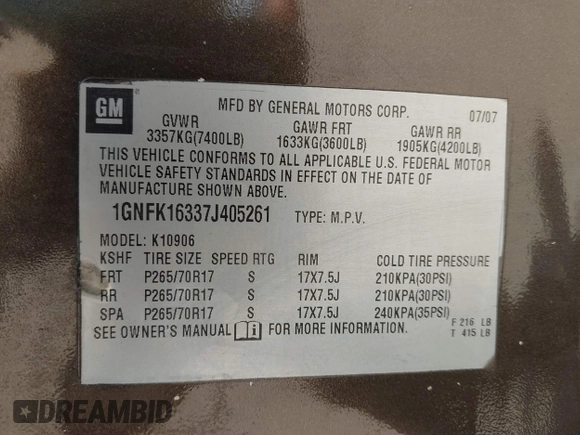 GM
MFD BY GENERAL MOTORS CORP. 07/07
GVWR GAWR FRT GAWR RR
3357KG(7400LB) 1633KG(3600LB) 1905KG(4200LB)
THIS VEHICLE CONFORMS TO ALL APPLICABLE U.S. FEDERAL MOTOR
VEHICLE SAFETY STANDARDS IN EFFECT ON THE DATE OF
MANUFACTURE SHOWN ABOVE.
1GNFK16337J405261 TYPE: M.P.V.
MODEL: K10906
KSHF TIRE SIZE SPEED RTG RIM COLD TIRE PRESSURE
FRT P265/70R17 S 17X7.5J 210KPA(30PSI)
RR P265/70R17 S 17X7.5J 210KPA(30PSI)
SPA P265/70R17 S 17X7.5J 240KPA(35PSI)
SEE OWNER'S MANUAL FOR MORE INFORMATION.
F 216 LB
T 415 LB
DREAMBID